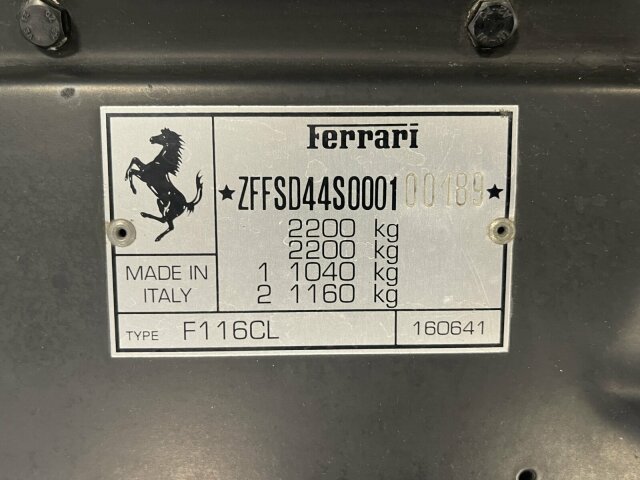 Ferrari
★ZFFSD44S000100189★
2200 kg
2200 kg
1 1040 kg
2 1160 kg
MADE IN
ITALY
TYPE F116CL
160641